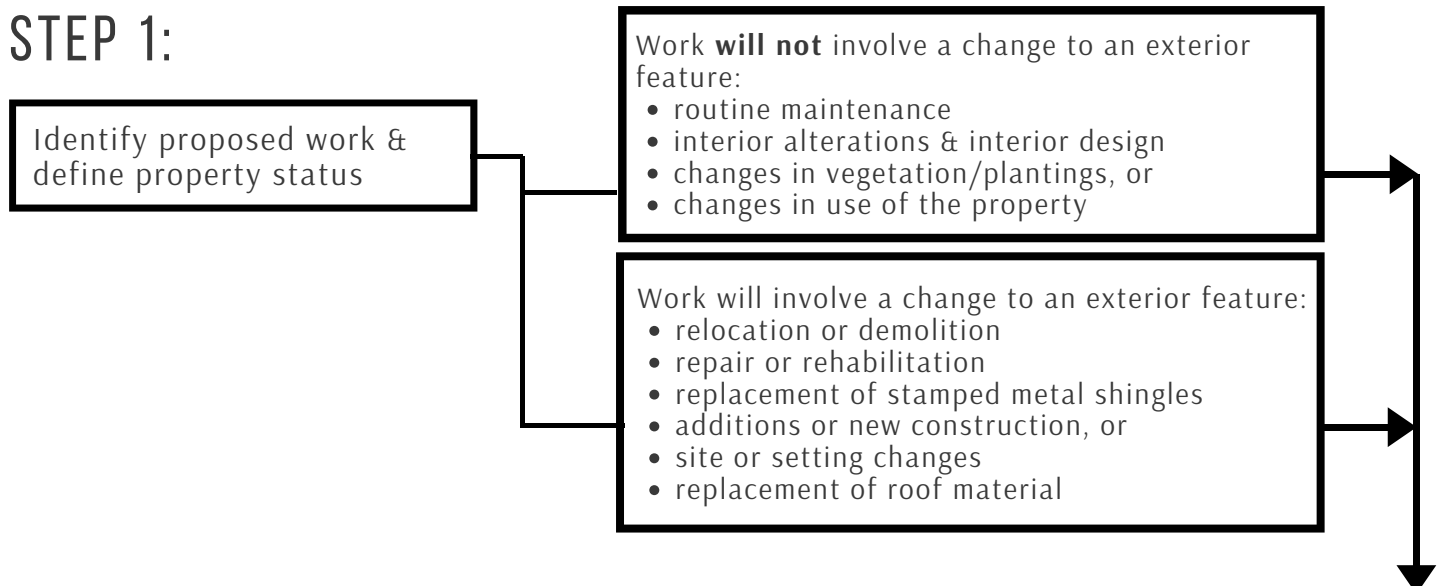 STEP 1:
Identify proposed work &
define property status
Work will not involve a change to an exterior
feature:
• routine maintenance
• interior alterations & interior design
• changes in vegetation/plantings, or
• changes in use of the property
Work will involve a change to an exterior feature:
• relocation or demolition
• repair or rehabilitation
• replacement of stamped metal shingles
• additions or new construction, or
• site or setting changes
• replacement of roof material